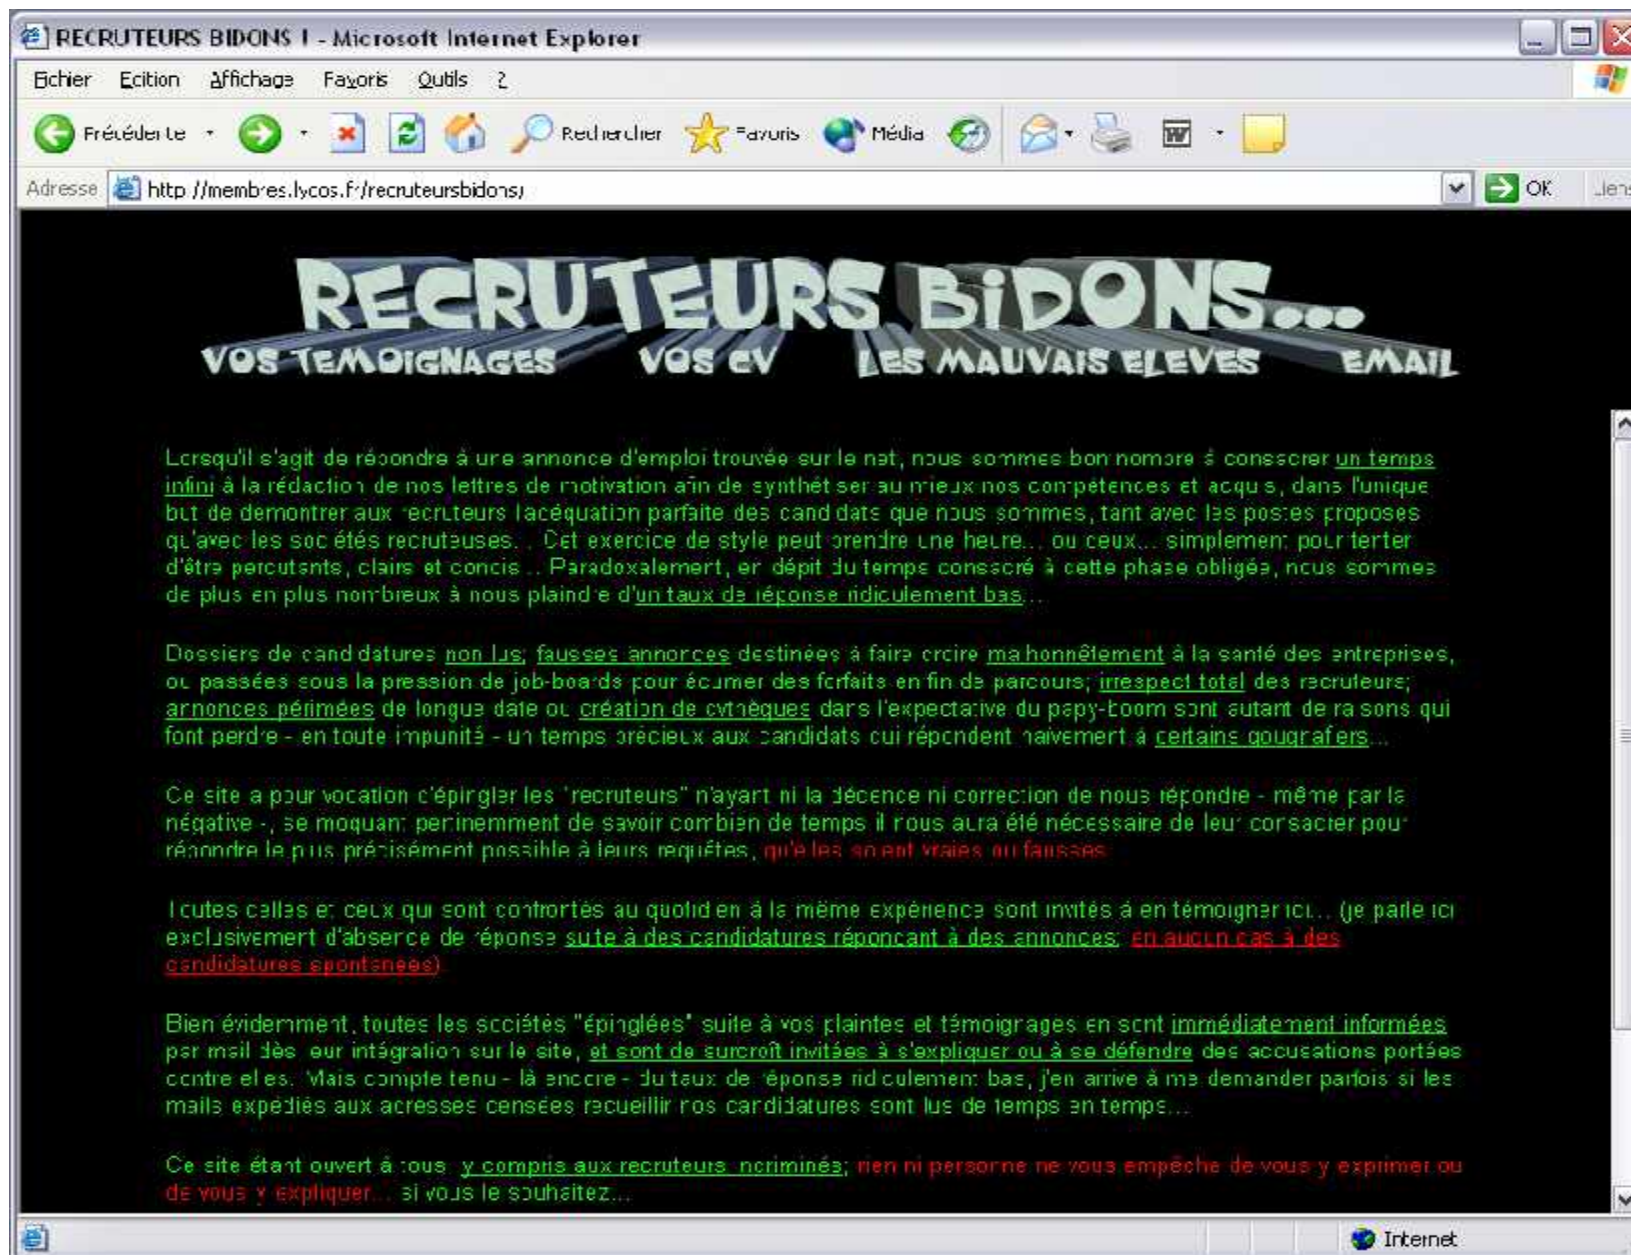 RECRUTEURS BIDONS ! - Microsoft Internet Explorer
Fichier Edition Affichage Favoris Outils ?
Précédente Rechercher Favoris Média
Adresse http://membres.lycos.fr/recruteursbidons/ OK Liens
RECRUTEURS BiDONS...
VOS TEMOIGNAGES VOS CV LES MAUVAIS ELEVES EMAIL
Lorsqu'il s'agit de répondre à une annonce d'emploi trouvée sur le net, nous sommes bon nombre à consacrer un temps
infini à la rédaction de nos lettres de motivation afin de synthétiser au mieux nos compétences et acquis, dans l'unique
but de démontrer aux recruteurs l'adéquation parfaite des candidats que nous sommes, tant avec les postes proposés
qu'avec les sociétés recruteuses... Cet exercice de style peut prendre une heure... ou deux... simplement pour tenter
d'être percutants, clairs et concis... Paradoxalement, en dépit du temps consacré à cette phase obligée, nous sommes
de plus en plus nombreux à nous plaindre d'un taux de réponse ridiculement bas...
Dossiers de candidatures non lus; fausses annonces destinées à faire croire malhonnêtement à la santé des entreprises,
ou passées sous la pression de job-boards pour écumer des forfaits en fin de parcours; irrespect total des recruteurs;
annonces périmées de longue date ou création de cvthèques dans l'expectative du papy-boom sont autant de raisons qui
font perdre - en toute impunité - un temps précieux aux candidats qui répondent naïvement à certains gougnafiers...
Ce site a pour vocation d'épingler les "recruteurs" n'ayant ni la décence ni correction de nous répondre - même par la
négative -, se moquant pertinemment de savoir combien de temps il nous aura été nécessaire de leur consacrer pour
répondre le plus précisément possible à leurs requêtes, qu'elles soient vraies ou fausses.
Toutes celles et ceux qui sont confrontés au quotidien à la même expérience sont invités à en témoigner ici... (je parle ici
exclusivement d'absence de réponse suite à des candidatures répondant à des annonces; en aucun cas à des
candidatures spontanées)
Bien évidemment, toutes les sociétés "épinglées" suite à vos plaintes et témoignages en sont immédiatement informées
par mail dès leur intégration sur le site, et sont de surcroît invitées à s'expliquer ou à se défendre des accusations portées
contre elles. Mais compte tenu - là encore - du taux de réponse ridiculement bas, j'en arrive à me demander parfois si les
mails expédiés aux adresses censées recueillir nos candidatures sont lus de temps en temps...
Ce site étant ouvert à tous, y compris aux recruteurs incriminés; rien ni personne ne vous empêche de vous y exprimer ou
de vous y expliquer... si vous le souhaitez...
Internet